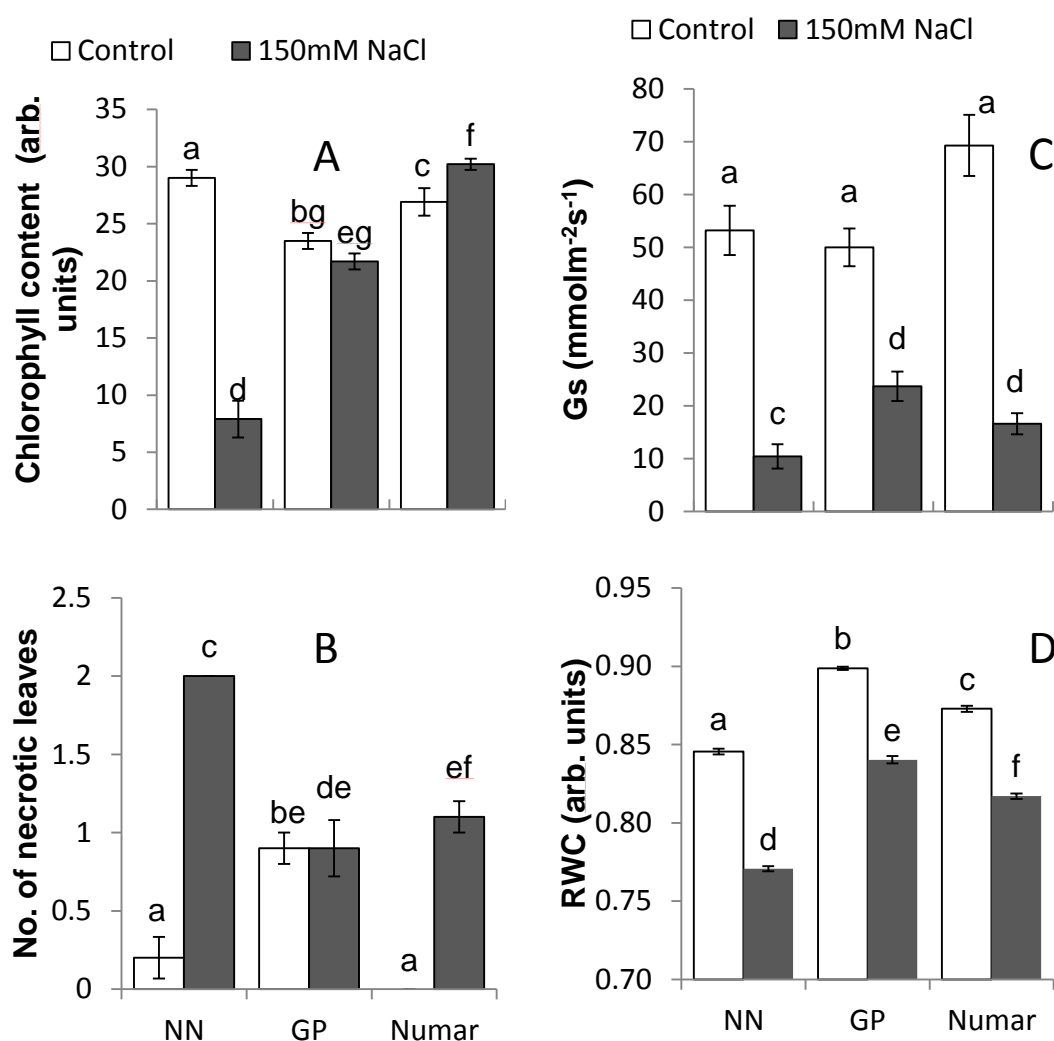 Control 150mM NaCl
Chlorophyll content (arb. units)
35
30
25
20
15
10
5
0
A
a
d
bg
eg
c
f
Control 150mM NaCl
Gs (mmolm-2s-1)
80
70
60
50
40
30
20
10
0
C
a
c
a
d
a
d
No. of necrotic leaves
2.5
2
1.5
1
0.5
0
B
a
c
be
de
a
ef
NN GP Numar
RWC (arb. units)
0.95
0.90
0.85
0.80
0.75
0.70
D
a
d
b
e
c
f
NN GP Numar